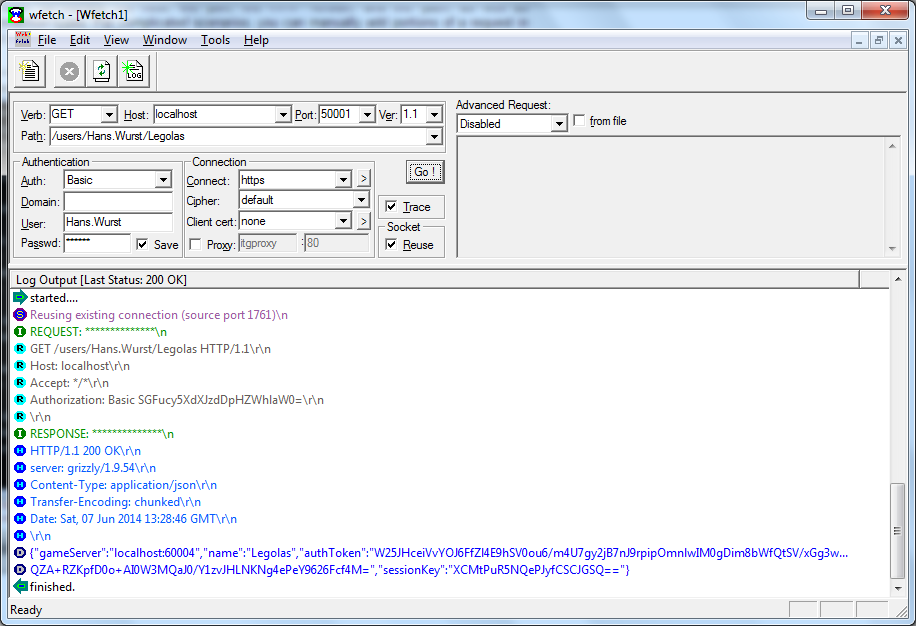 wfetch - [Wfetch1]
File Edit View Window Tools Help
LOG
Verb: GET Host: localhost Port: 50001 Ver: 1.1
Path: /users/Hans.Wurst/Legolas
Advanced Request:
Disabled from file
Authentication
Auth: Basic
Domain:
User: Hans.Wurst
Passwd: ****** Save
Connection
Connect: https >
Cipher: default
Client cert: none >
Proxy: itgproxy : 80
Go !
Trace
Socket
Reuse
Log Output [Last Status: 200 OK]
started....
S Reusing existing connection (source port 1761)\n
I REQUEST: **************\n
R GET /users/Hans.Wurst/Legolas HTTP/1.1\r\n
R Host: localhost\r\n
R Accept: */*\r\n
R Authorization: Basic SGFucy5XdXJzdDpHZWhlaW0=\r\n
R \r\n
I RESPONSE: **************\n
H HTTP/1.1 200 OK\r\n
H server: grizzly/1.9.54\r\n
H Content-Type: application/json\r\n
H Transfer-Encoding: chunked\r\n
H Date: Sat, 07 Jun 2014 13:28:46 GMT\r\n
H \r\n
D {"gameServer":"localhost:60004","name":"Legolas","authToken":"W25JHceiVvYOJ6FfZl4E9hSV0ou6/m4U7gy2jB7nJ9rpipOmnlwIM0gDim8bWfQtSV/xGg3w...
D QZA+RZKpfD0o+AI0W3MQaJ0/Y1zvJHLNKNg4ePeY9626Fcf4M=","sessionKey":"XCMtPuR5NQePJyfCSCJGSQ=="}
finished.
Ready